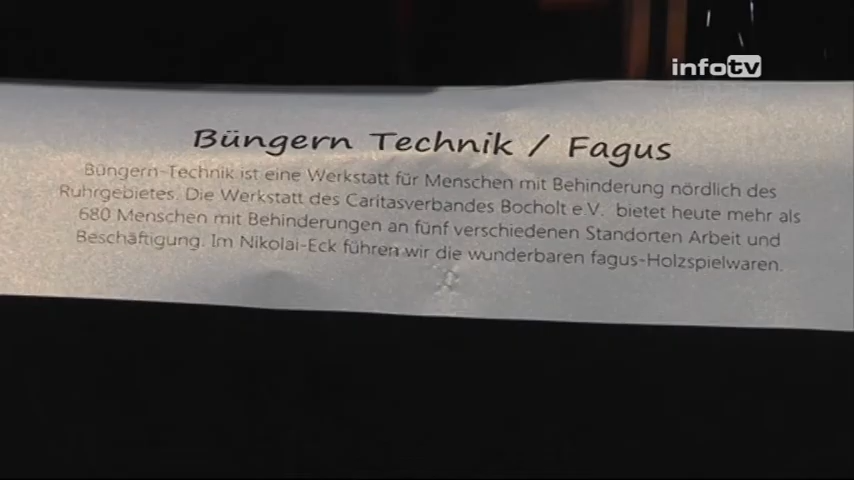 infotv
Büngern Technik / Fagus
Büngern-Technik ist eine Werkstatt für Menschen mit Behinderung nördlich des
Ruhrgebietes. Die Werkstatt des Caritasverbandes Bocholt e.V. bietet heute mehr als
680 Menschen mit Behinderungen an fünf verschiedenen Standorten Arbeit und
Beschäftigung. Im Nikolai-Eck führen wir die wunderbaren fagus-Holzspielwaren.